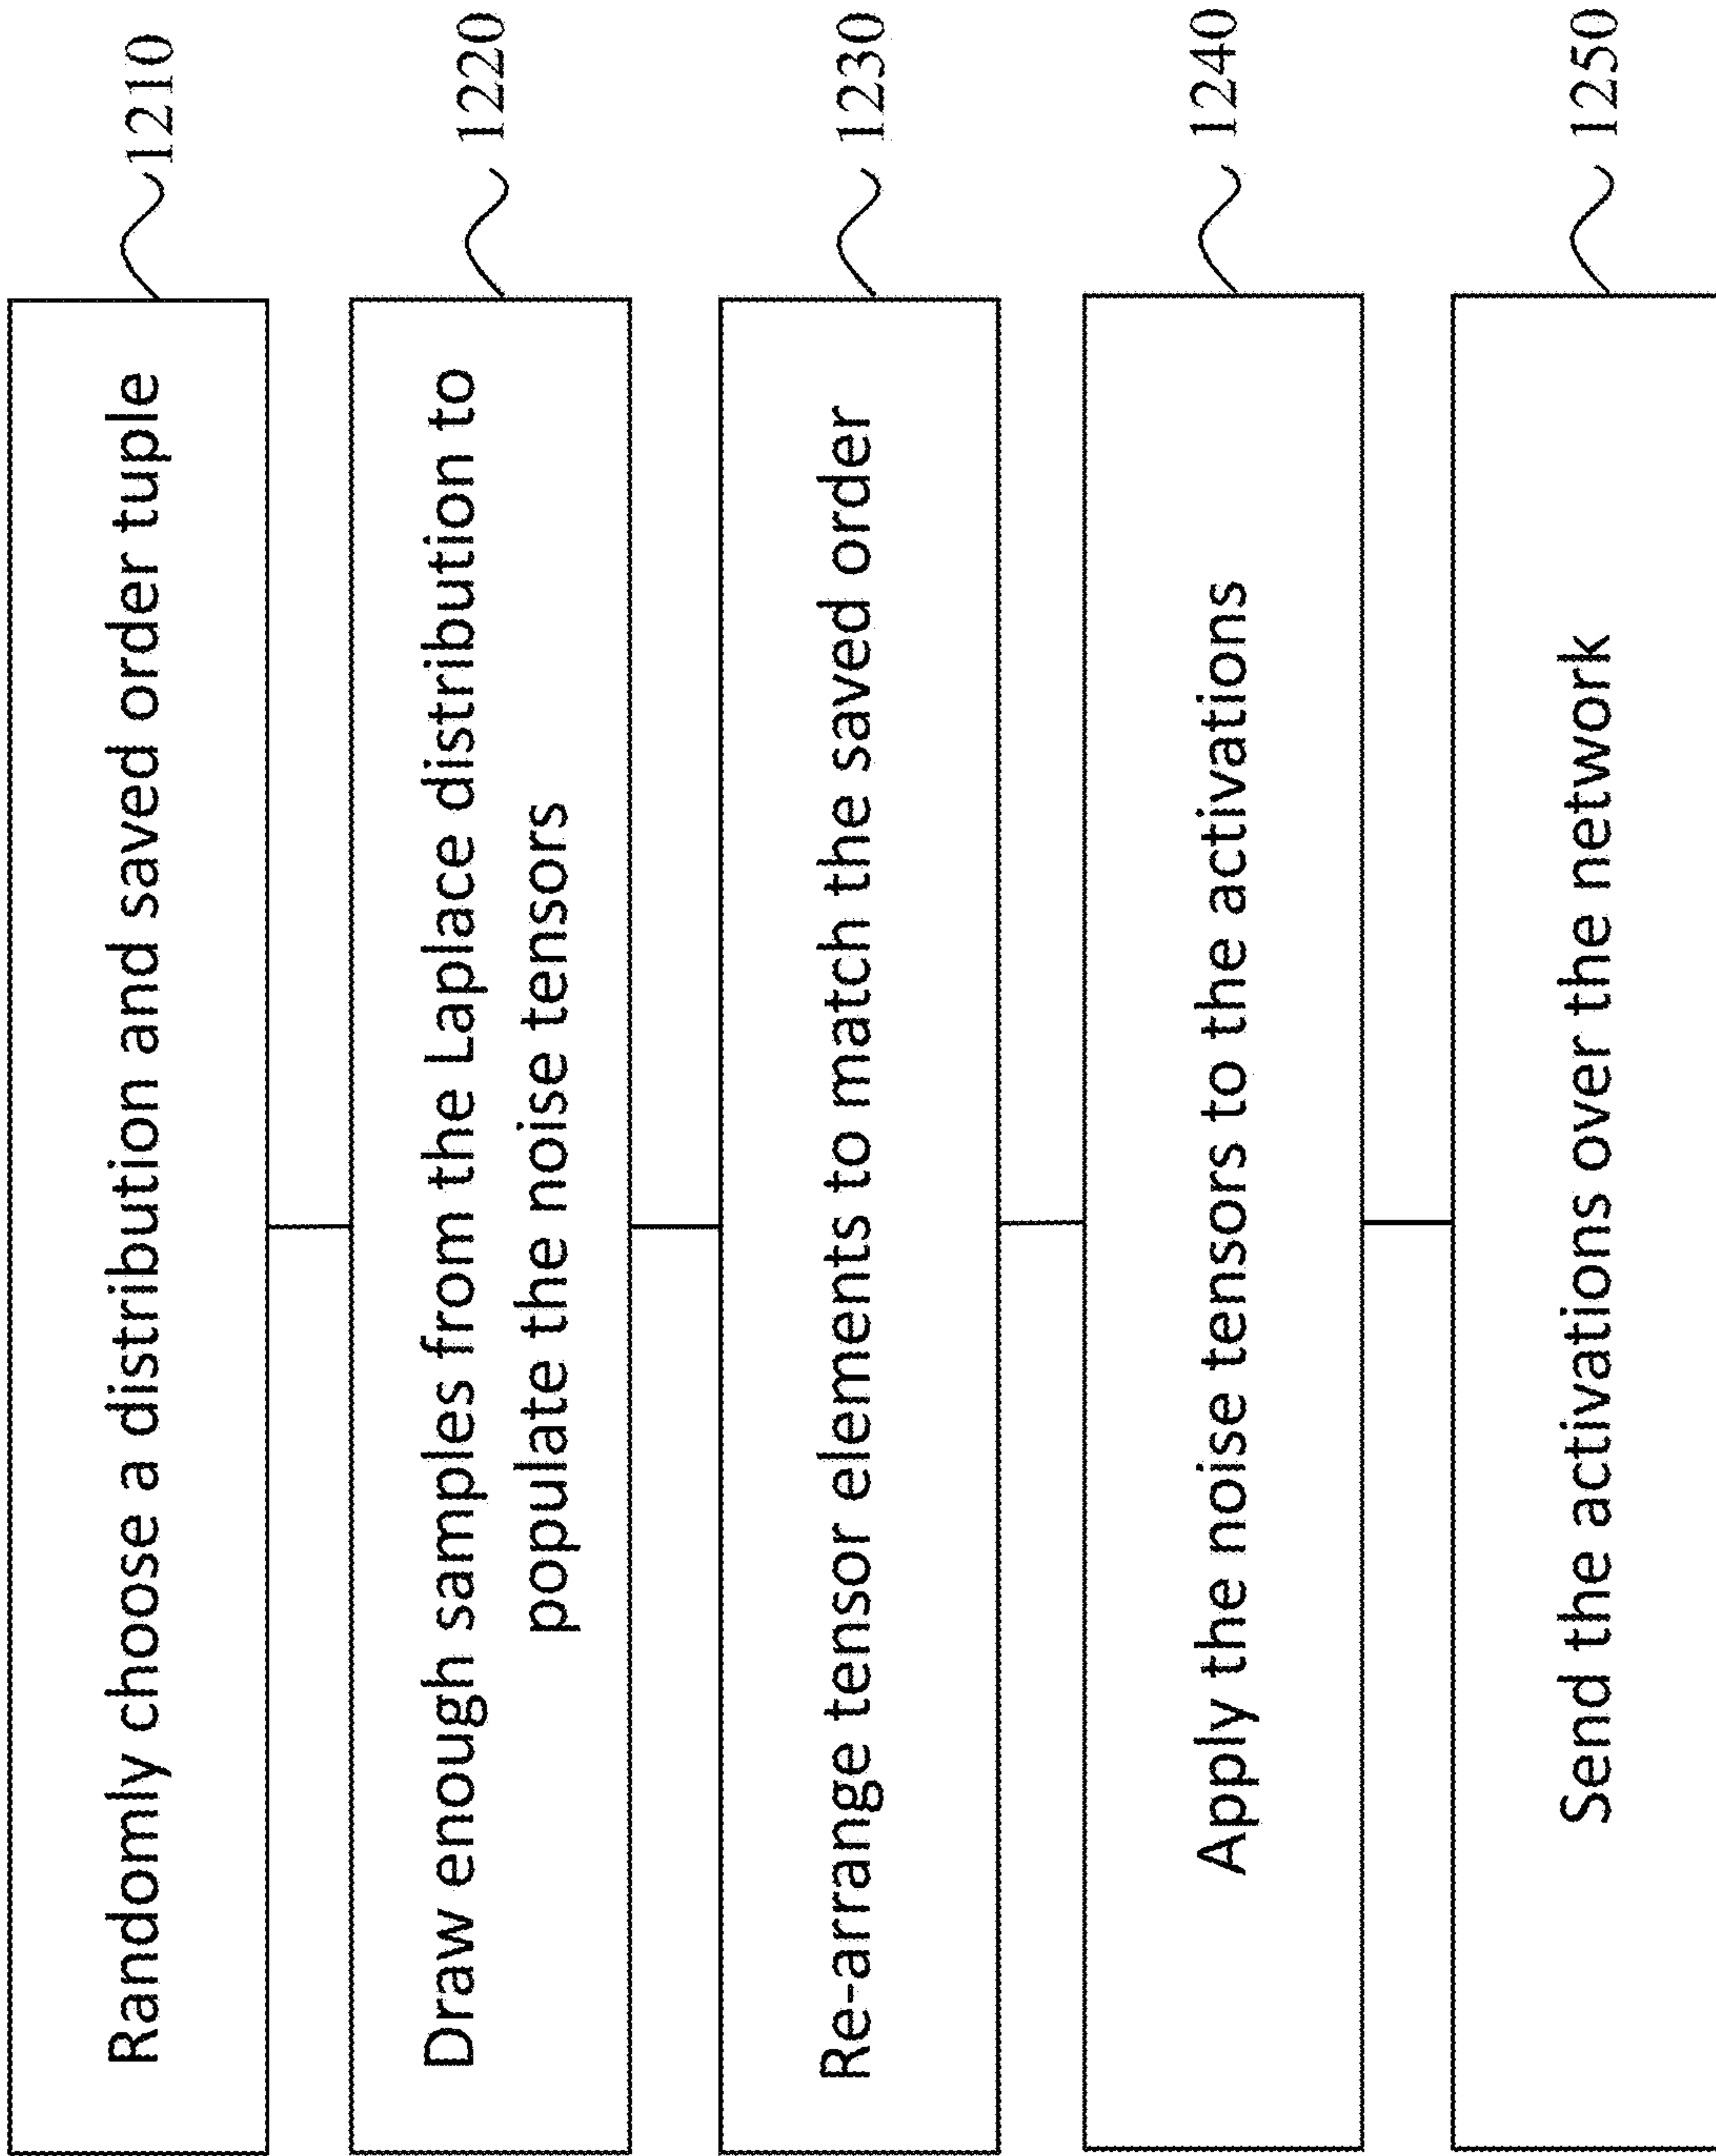 Randomly choose a distribution and saved order tuple
1210
Draw enough samples from the Laplace distribution to
populate the noise tensors
1220
Re-arrange tensor elements to match the saved order
1230
Apply the noise tensors to the activations
1240
Send the activations over the network
1250